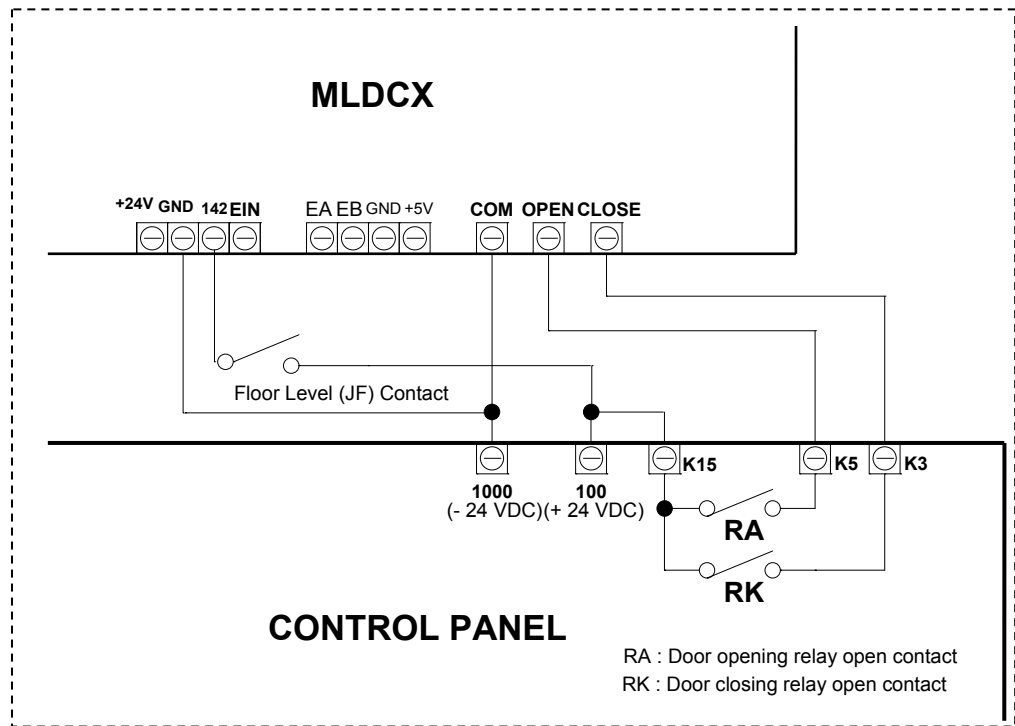 MLDCX
+24V GND 142 EIN EA EB GND +5V COM OPEN CLOSE
Floor Level (JF) Contact
K15 K5 K3
1000 100
(- 24 VDC) (+ 24 VDC)
RA
RK
CONTROL PANEL
RA : Door opening relay open contact
RK : Door closing relay open contact